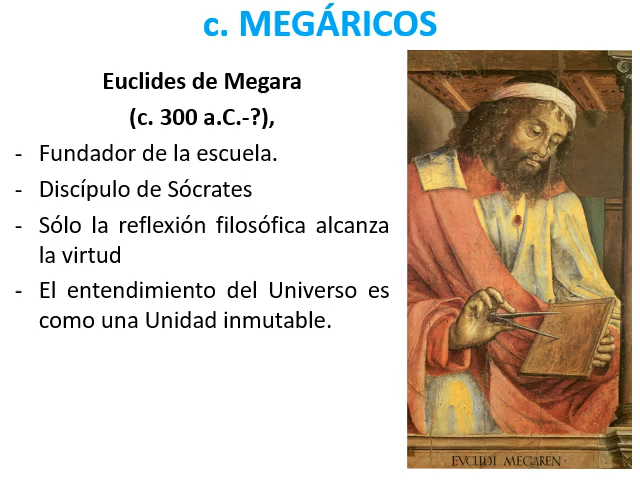 c. MEGÁRICOS
Euclides de Megara
(c. 300 a.C.-?),
- Fundador de la escuela.
- Discípulo de Sócrates
- Sólo la reflexión filosófica alcanza
la virtud
- El entendimiento del Universo es
como una Unidad inmutable.
EVCLIDI MEGAREN·